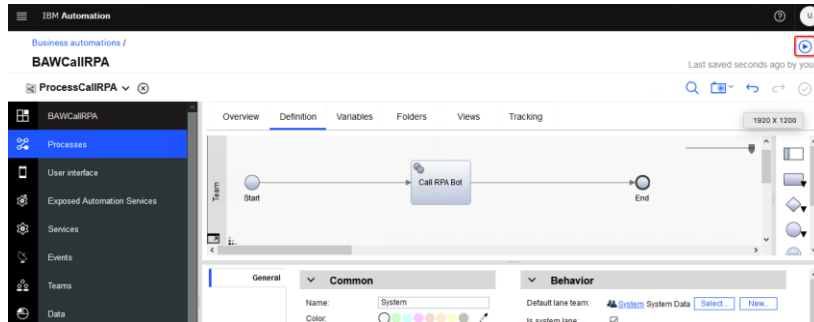 IBM Automation
U
Business automations /
BAWCallRPA
Last saved seconds ago by you
ProcessCallRPA
BAWCallRPA
Overview Definition Variables Folders Views Tracking
1920 X 1200
Processes
User interface
Exposed Automation Services
Services
Events
Teams
Data
Team
Start
Call RPA Bot
End
General
Common
Name: System
Color:
Behavior
Default lane team: System System Data Select... New...
Is system lane: